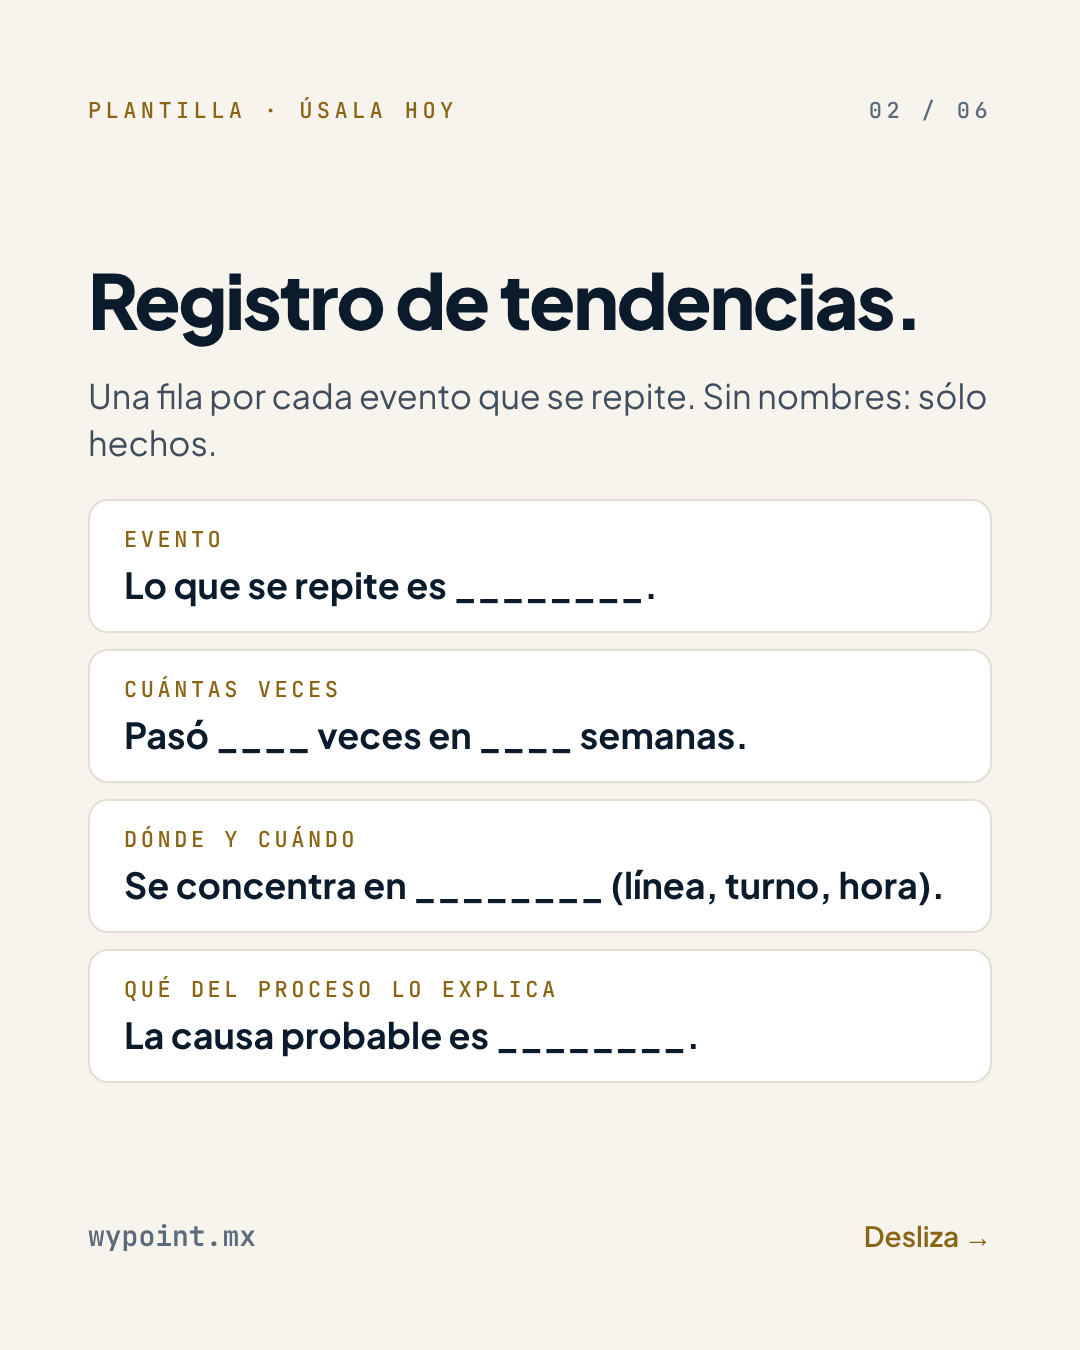 PLANTILLA · ÚSALA HOY
02 / 06
Registro de tendencias.
Una fila por cada evento que se repite. Sin nombres: sólo
hechos.
EVENTO
Lo que se repite es ________.
CUÁNTAS VECES
Pasó ____ veces en ____ semanas.
DÓNDE Y CUÁNDO
Se concentra en ________ (línea, turno, hora).
QUÉ DEL PROCESO LO EXPLICA
La causa probable es ________.
wypoint.mx
Desliza →